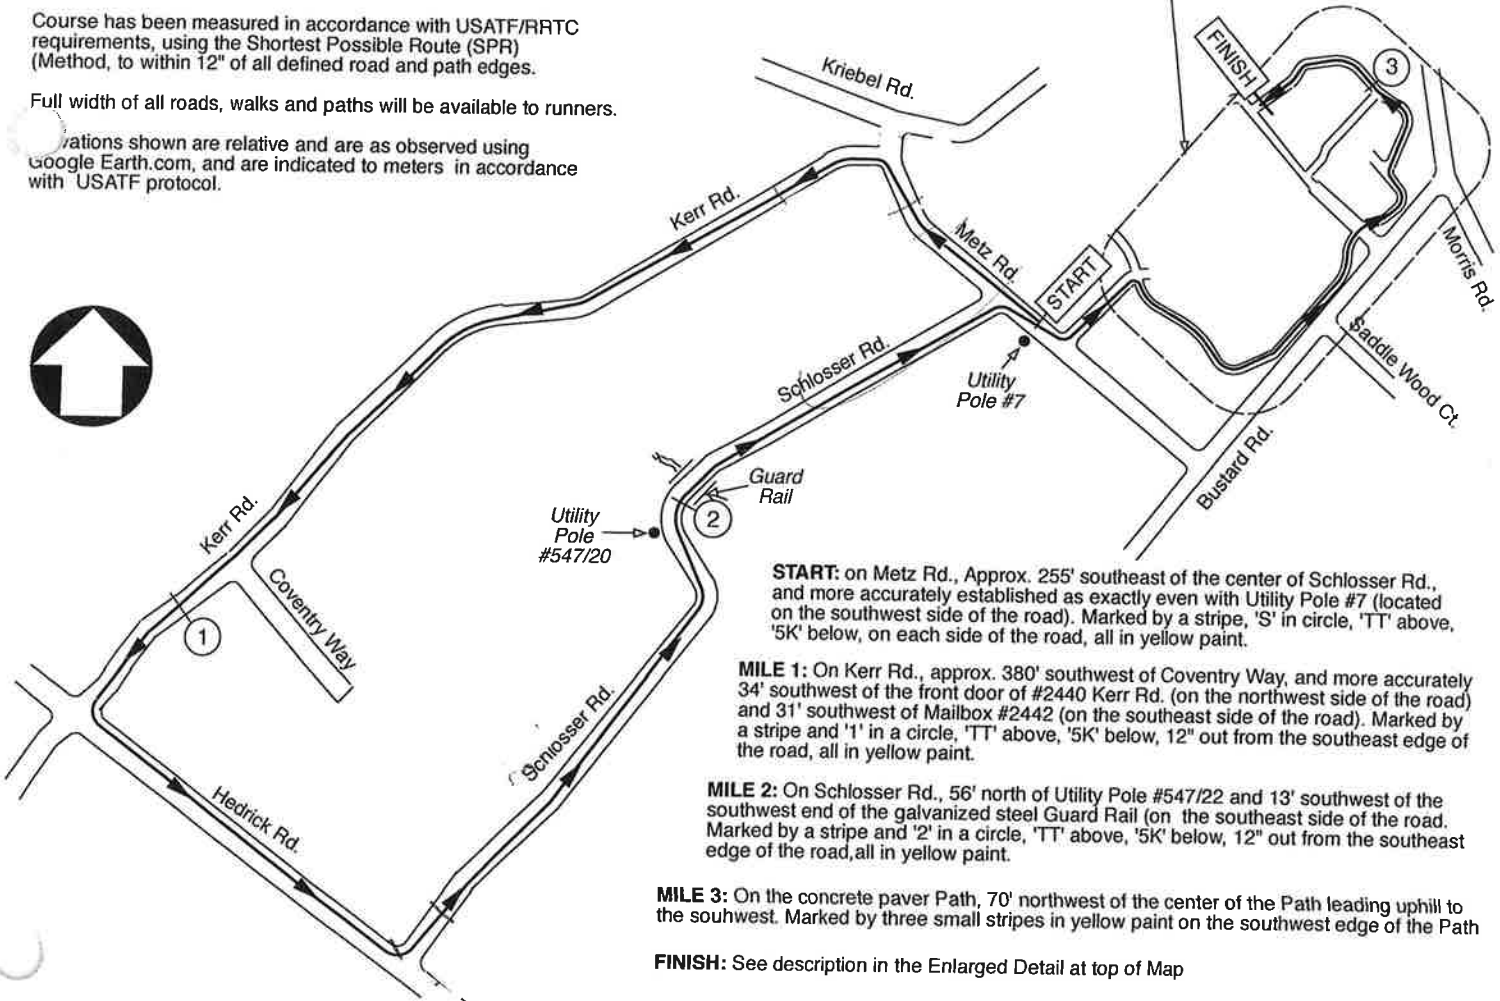 Course has been measured in accordance with USATF/RRTC
requirements, using the Shortest Possible Route (SPR)
(Method, to within 12" of all defined road and path edges.
Full width of all roads, walks and paths will be available to runners.
vations shown are relative and are as observed using
Google Earth.com, and are indicated to meters in accordance
with USATF protocol.
Kriebel Rd.
FINISH
3
Kerr Rd.
Metz Rd.
START
Morris Rd.
Saddle Wood Ct.
Schlosser Rd.
Utility
Pole #7
Bustard Rd.
Guard
Rail
2
Utility
Pole
#547/20
Kerr Rd.
Coventry Way
1
Schlosser Rd.
Hedrick Rd.
START: on Metz Rd., Approx. 255' southeast of the center of Schlosser Rd.,
and more accurately established as exactly even with Utility Pole #7 (located
on the southwest side of the road). Marked by a stripe, 'S' in circle, 'TT' above,
'5K' below, on each side of the road, all in yellow paint.
MILE 1: On Kerr Rd., approx. 380' southwest of Coventry Way, and more accurately
34' southwest of the front door of #2440 Kerr Rd. (on the northwest side of the road)
and 31' southwest of Mailbox #2442 (on the southeast side of the road). Marked by
a stripe and '1' in a circle, 'TT' above, '5K' below, 12" out from the southeast edge of
the road, all in yellow paint.
MILE 2: On Schlosser Rd., 56' north of Utility Pole #547/22 and 13' southwest of the
southwest end of the galvanized steel Guard Rail (on the southeast side of the road.
Marked by a stripe and '2' in a circle, 'TT' above, '5K' below, 12" out from the southeast
edge of the road,all in yellow paint.
MILE 3: On the concrete paver Path, 70' northwest of the center of the Path leading uphill to
the souhwest. Marked by three small stripes in yellow paint on the southwest edge of the Path
FINISH: See description in the Enlarged Detail at top of Map